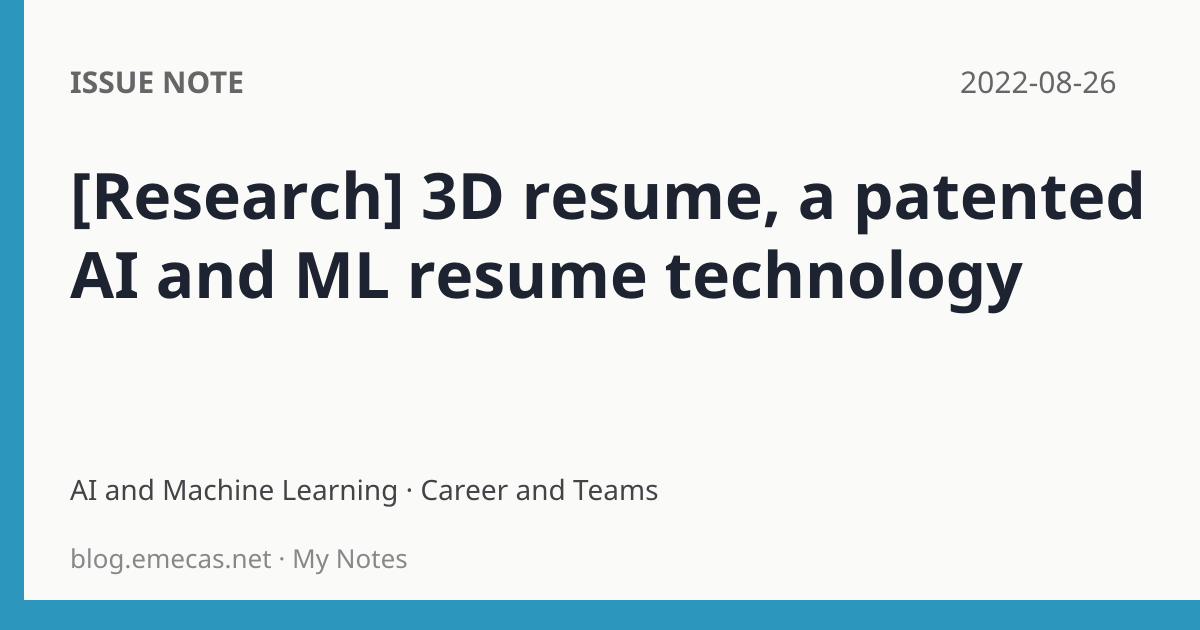 ISSUE NOTE
2022-08-26
[Research] 3D resume, a patented
AI and ML resume technology
AI and Machine Learning · Career and Teams
blog.emecas.net · My Notes